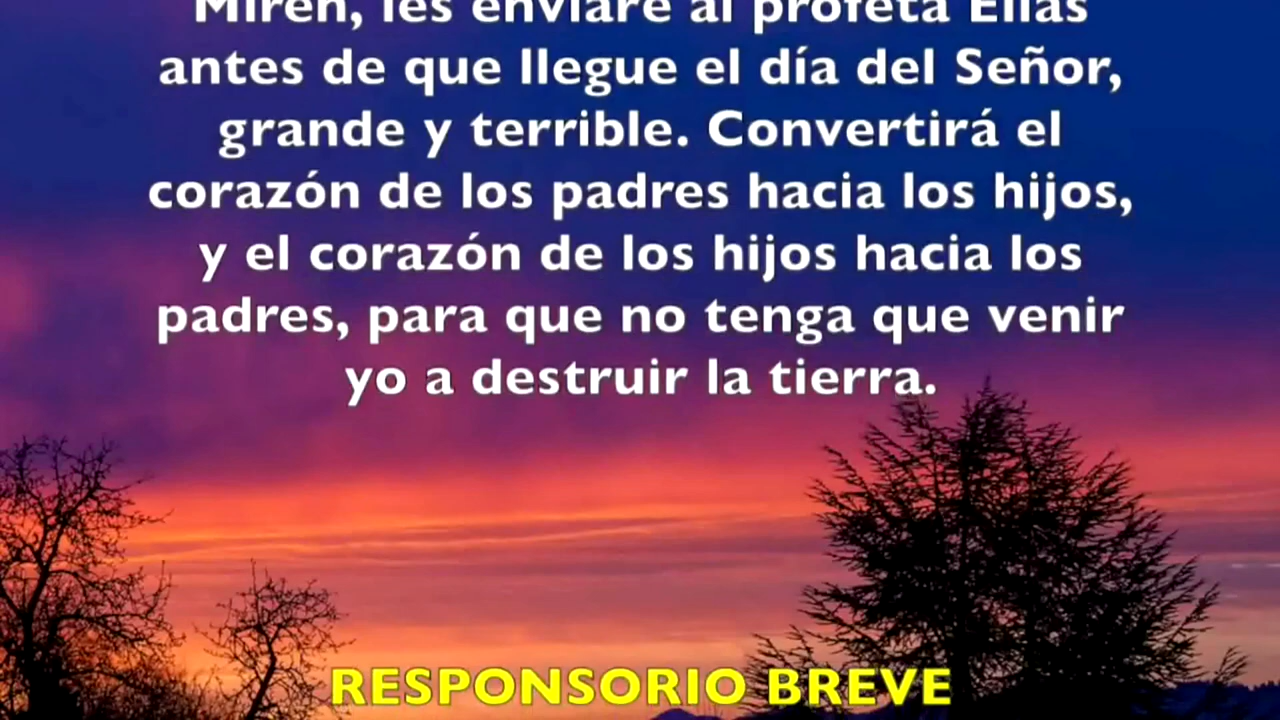 Miren, les enviaré al profeta Elías
antes de que llegue el día del Señor,
grande y terrible. Convertirá el
corazón de los padres hacia los hijos,
y el corazón de los hijos hacia los
padres, para que no tenga que venir
yo a destruir la tierra.
RESPONSORIO BREVE